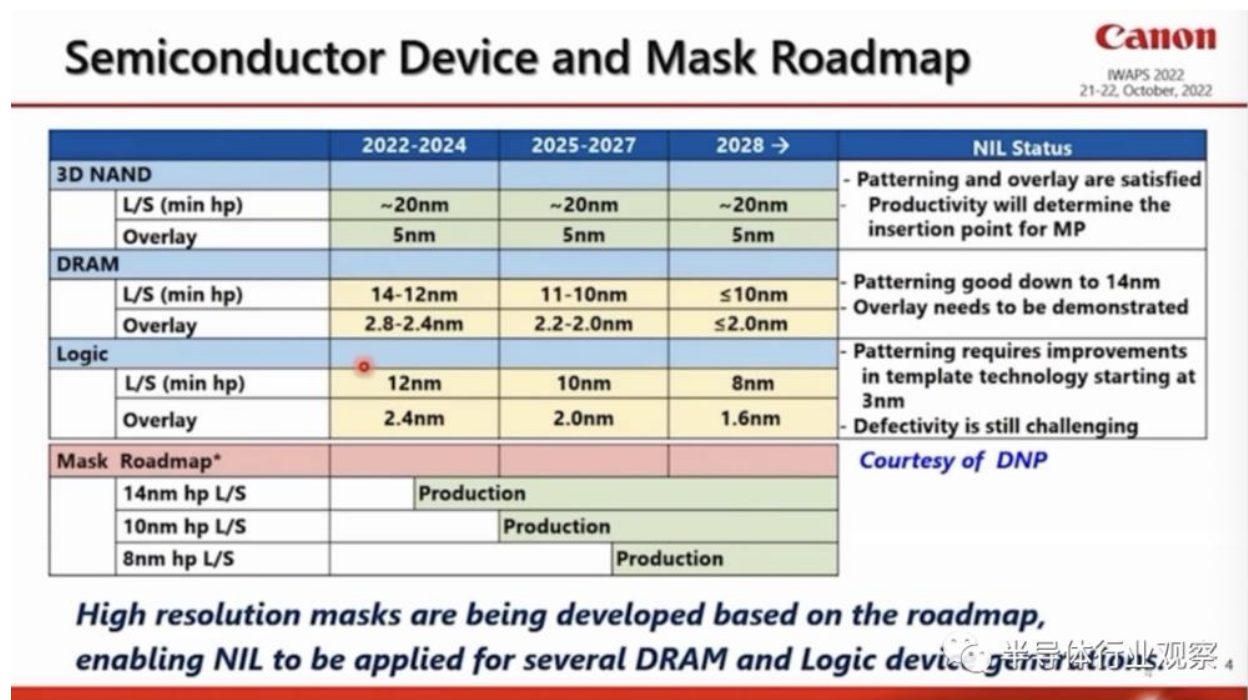 Semiconductor Device and Mask Roadmap
Canon
IWAPS 2022
21-22, October, 2022
2022-2024 2025-2027 2028 → NIL Status
3D NAND
L/S (min hp) ~20nm ~20nm ~20nm
Overlay 5nm 5nm 5nm
- Patterning and overlay are satisfied
- Productivity will determine the
insertion point for MP
DRAM
L/S (min hp) 14-12nm 11-10nm ≤10nm
Overlay 2.8-2.4nm 2.2-2.0nm ≤2.0nm
- Patterning good down to 14nm
- Overlay needs to be demonstrated
Logic
L/S (min hp) 12nm 10nm 8nm
Overlay 2.4nm 2.0nm 1.6nm
- Patterning requires improvements
in template technology starting at
3nm
- Defectivity is still challenging
Mask Roadmap*
Courtesy of DNP
14nm hp L/S Production
10nm hp L/S Production
8nm hp L/S Production
High resolution masks are being developed based on the roadmap,
enabling NIL to be applied for several DRAM and Logic device generations.
半导体行业观察
4